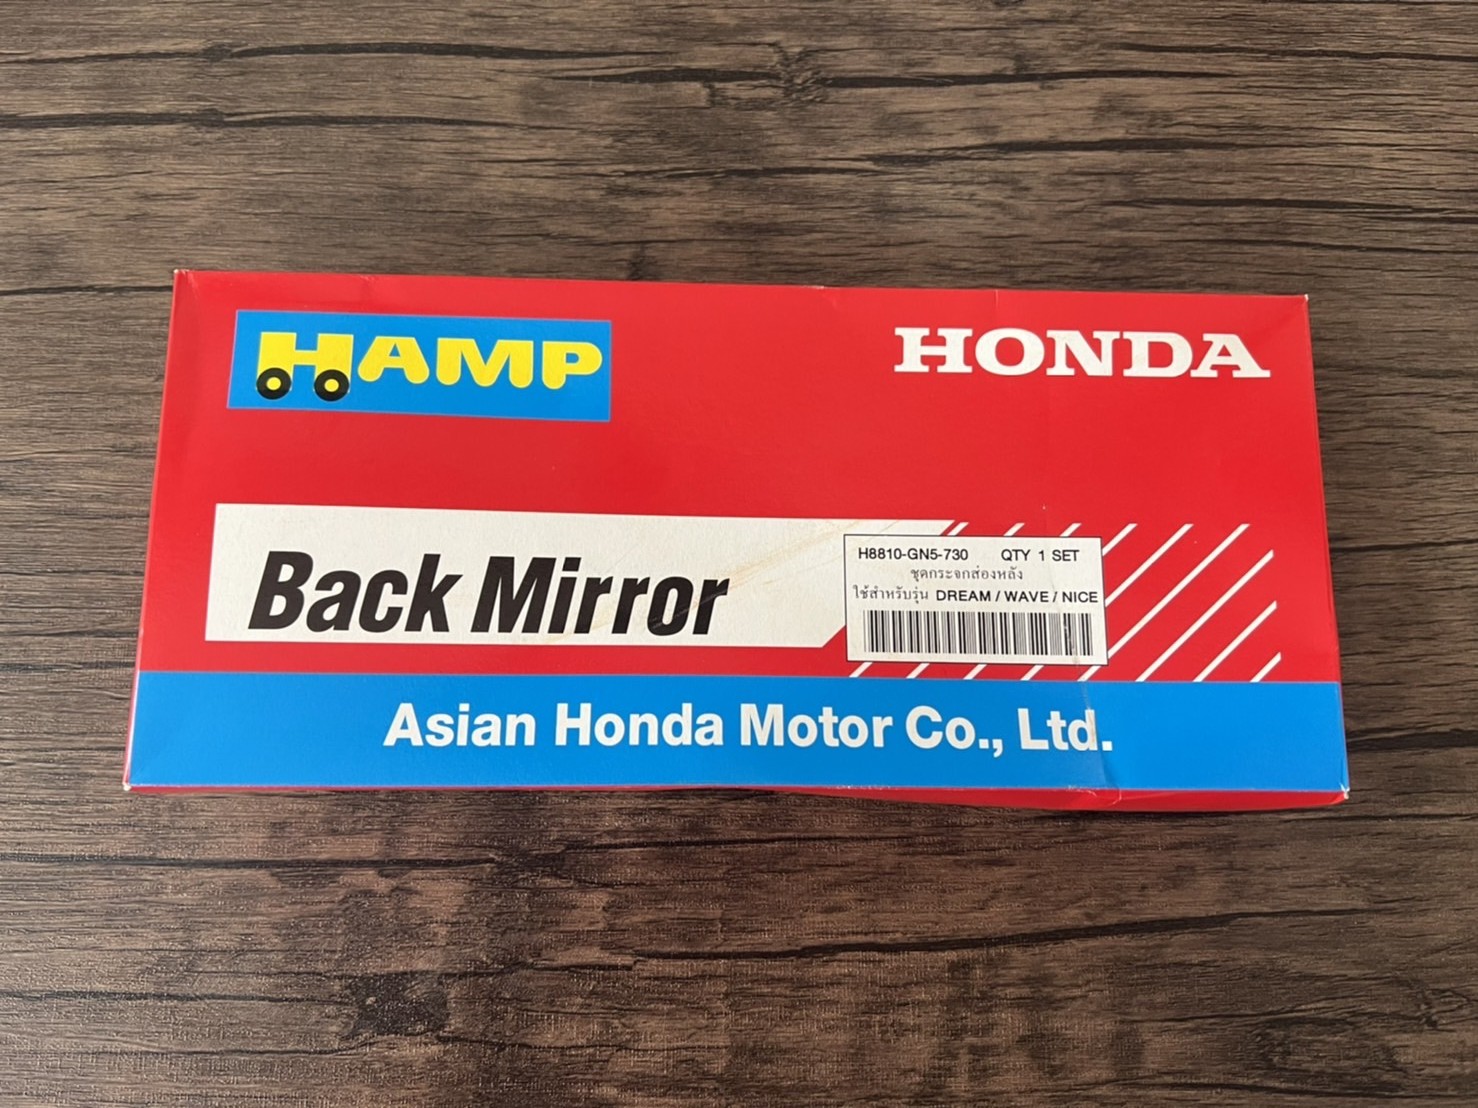 HAMP
HONDA
Back Mirror
H8810-GN5-730 QTY 1 SET
ชุดกระจกส่องหลัง
ใช้สำหรับรุ่น DREAM / WAVE / NICE
Asian Honda Motor Co., Ltd.